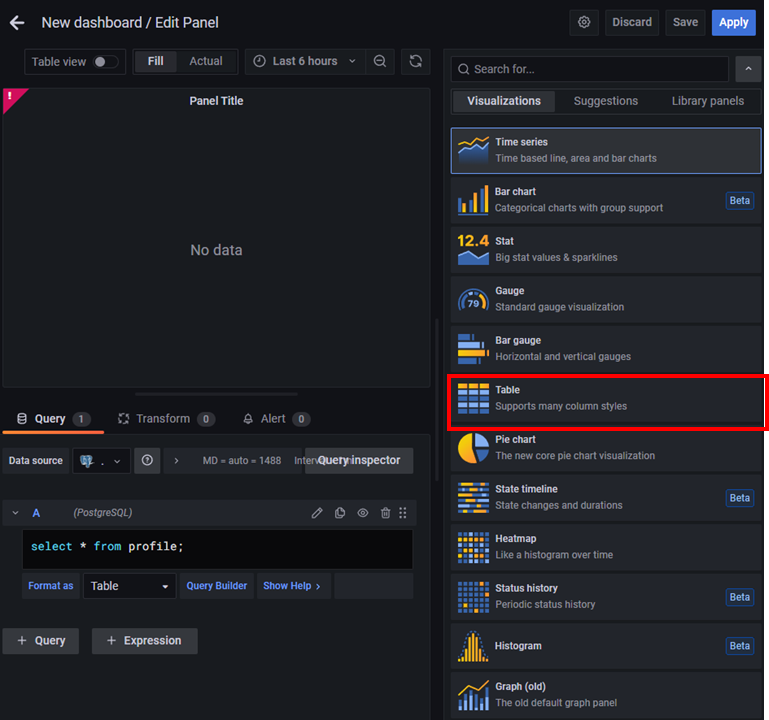 New dashboard / Edit Panel
Discard
Save
Apply
Table view
Fill
Actual
Last 6 hours
Search for...
Visualizations
Suggestions
Library panels
!
Panel Title
No data
Time series
Time based line, area and bar charts
Bar chart
Categorical charts with group support
Beta
12.4
Stat
Big stat values & sparklines
79
Gauge
Standard gauge visualization
Bar gauge
Horizontal and vertical gauges
Table
Supports many column styles
Pie chart
The new core pie chart visualization
State timeline
State changes and durations
Beta
Heatmap
Like a histogram over time
Status history
Periodic status history
Beta
Histogram
Beta
Graph (old)
The old default graph panel
Query 1
Transform 0
Alert 0
Data source
.
?
MD = auto = 1488
Query inspector
A
(PostgreSQL)
select * from profile;
Format as
Table
Query Builder
Show Help >
+ Query
+ Expression